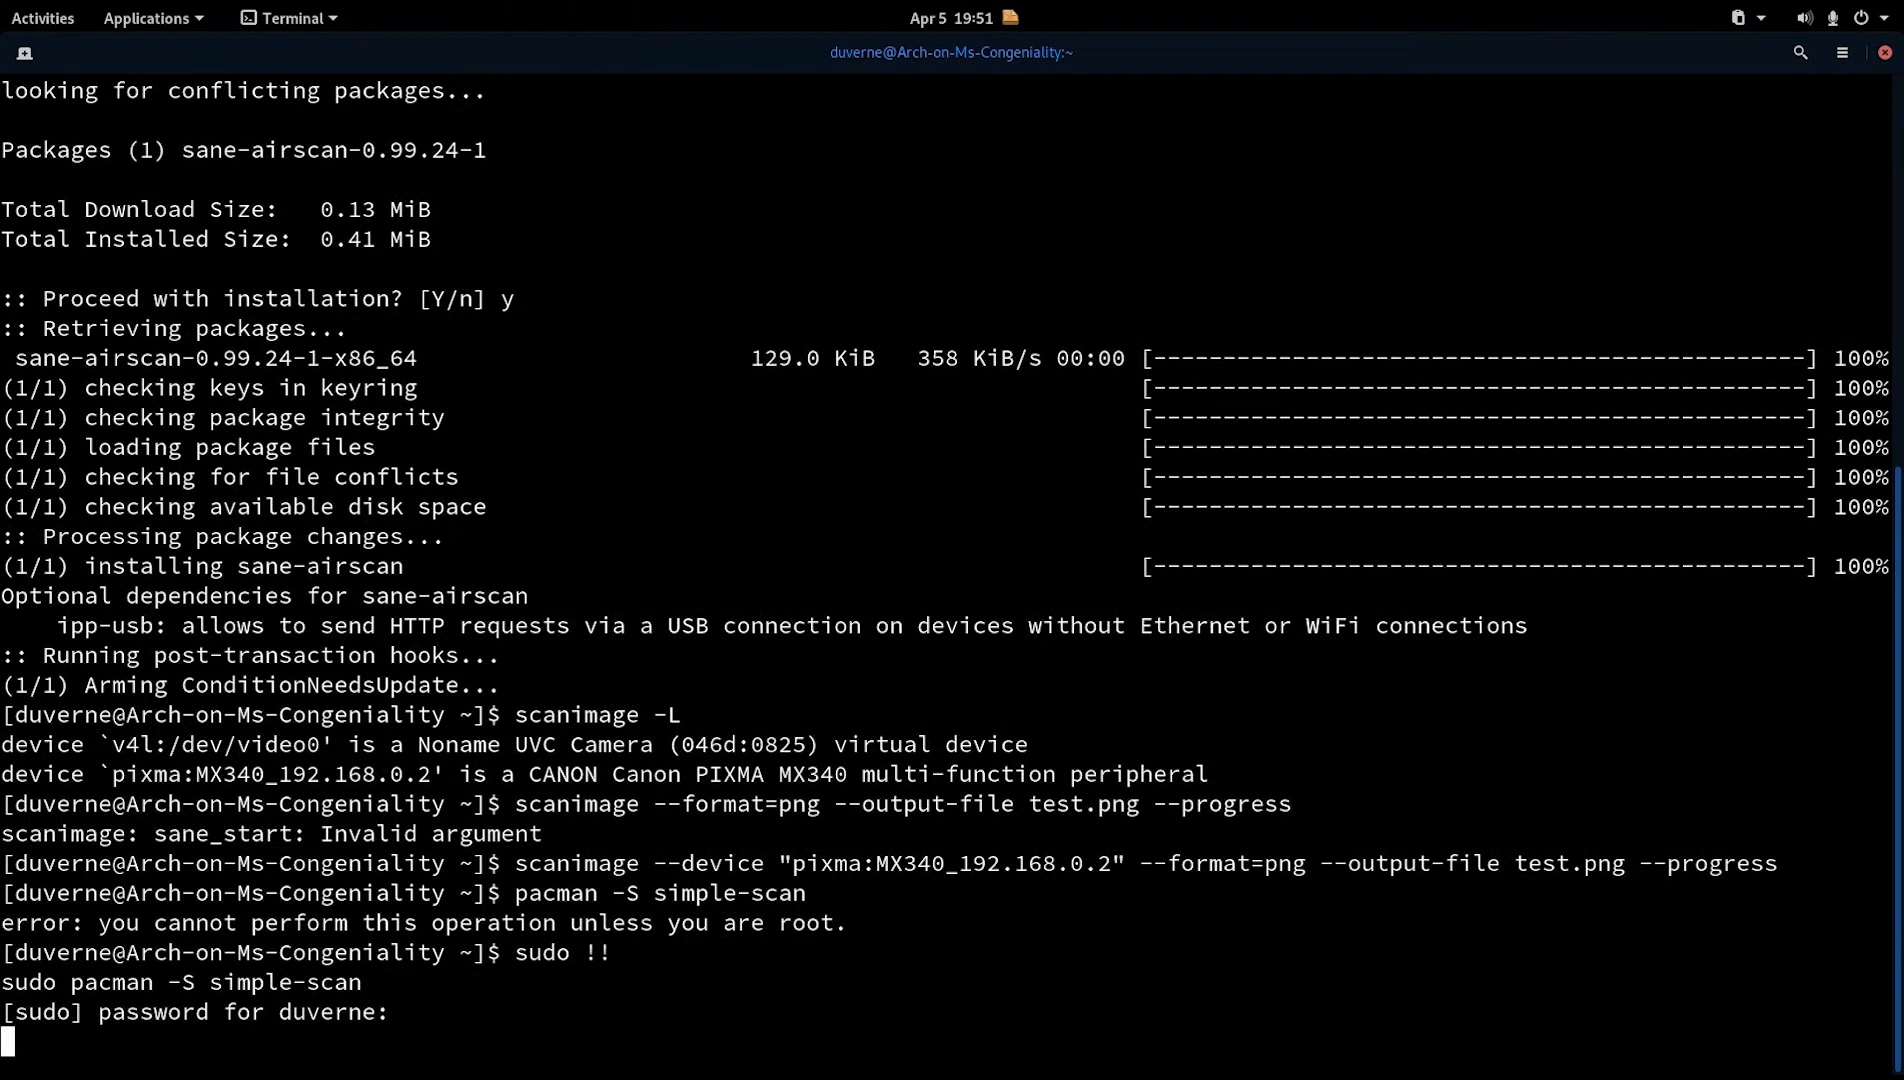 Activities Applications Terminal Apr 5 19:51
duverne@Arch-on-Ms-Congeniality:~
looking for conflicting packages...
Packages (1) sane-airscan-0.99.24-1
Total Download Size:   0.13 MiB
Total Installed Size:  0.41 MiB
:: Proceed with installation? [Y/n] y
:: Retrieving packages...
sane-airscan-0.99.24-1-x86_64 129.0 KiB 358 KiB/s 00:00 [-----------------------------------------------] 100%
(1/1) checking keys in keyring [-----------------------------------------------] 100%
(1/1) checking package integrity [-----------------------------------------------] 100%
(1/1) loading package files [-----------------------------------------------] 100%
(1/1) checking for file conflicts [-----------------------------------------------] 100%
(1/1) checking available disk space [-----------------------------------------------] 100%
:: Processing package changes...
(1/1) installing sane-airscan [-----------------------------------------------] 100%
Optional dependencies for sane-airscan
    ipp-usb: allows to send HTTP requests via a USB connection on devices without Ethernet or WiFi connections
:: Running post-transaction hooks...
(1/1) Arming ConditionNeedsUpdate...
[duverne@Arch-on-Ms-Congeniality ~]$ scanimage -L
device `v4l:/dev/video0' is a Noname UVC Camera (046d:0825) virtual device
device `pixma:MX340_192.168.0.2' is a CANON Canon PIXMA MX340 multi-function peripheral
[duverne@Arch-on-Ms-Congeniality ~]$ scanimage --format=png --output-file test.png --progress
scanimage: sane_start: Invalid argument
[duverne@Arch-on-Ms-Congeniality ~]$ scanimage --device "pixma:MX340_192.168.0.2" --format=png --output-file test.png --progress
[duverne@Arch-on-Ms-Congeniality ~]$ pacman -S simple-scan
error: you cannot perform this operation unless you are root.
[duverne@Arch-on-Ms-Congeniality ~]$ sudo !!
sudo pacman -S simple-scan
[sudo] password for duverne: